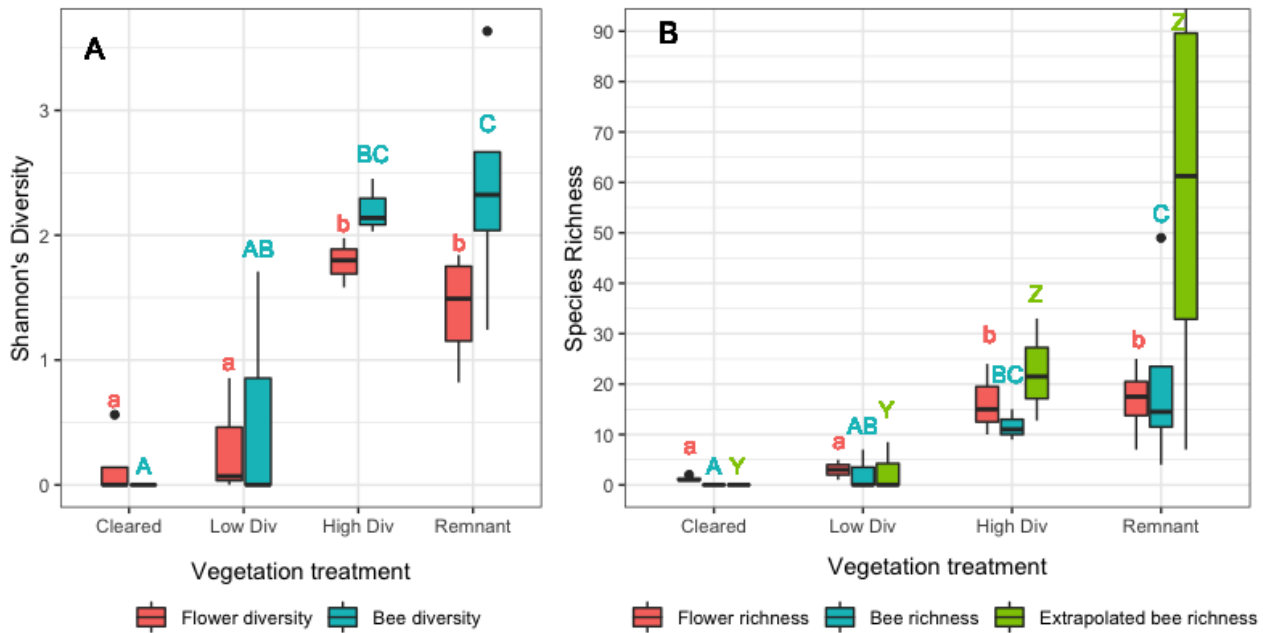 A
Shannon's Diversity
3
2
1
0
a
A
a
AB
b
BC
b
C
Cleared
Low Div
High Div
Remnant
Vegetation treatment
Flower diversity
Bee diversity
B
Species Richness
90
80
70
60
50
40
30
20
10
0
a
A
Y
a
AB
Y
b
BC
Z
b
C
Z
Cleared
Low Div
High Div
Remnant
Vegetation treatment
Flower richness
Bee richness
Extrapolated bee richness